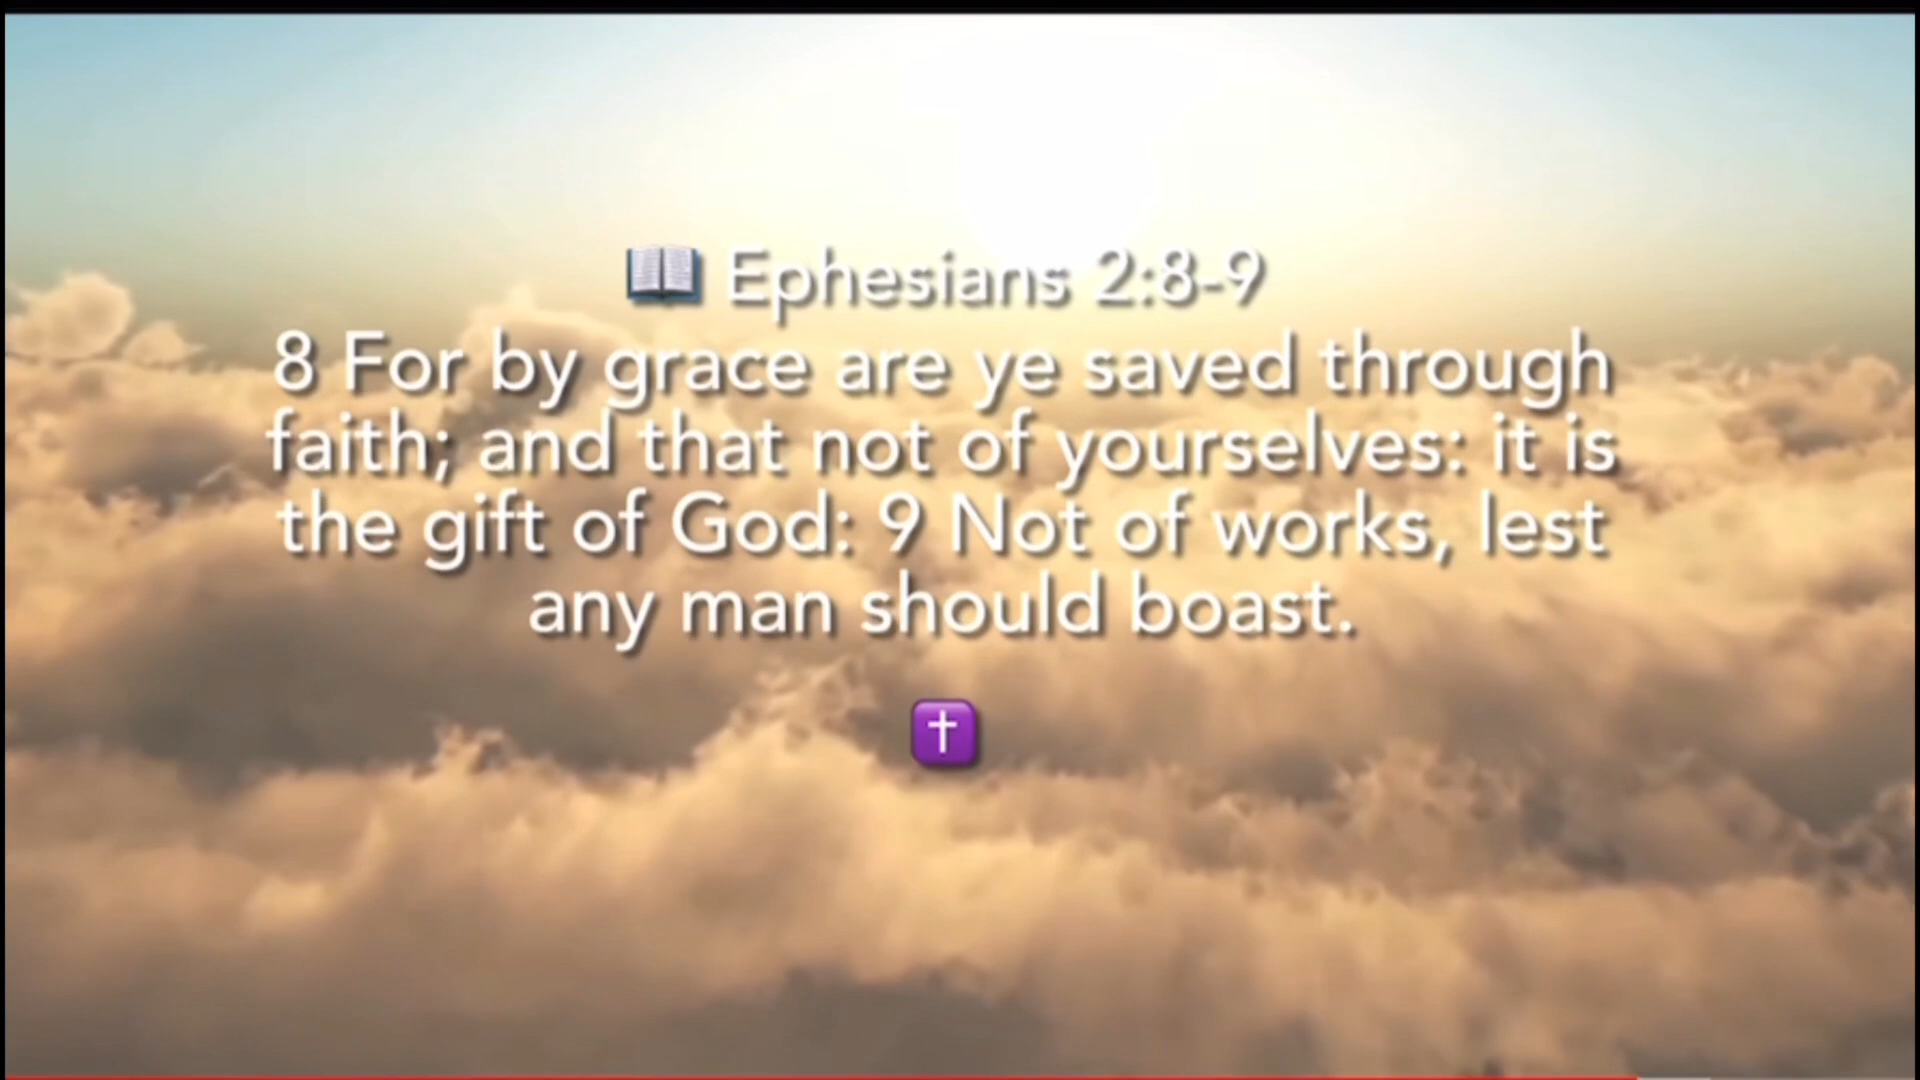 📖 Ephesians 2:8-9
8 For by grace are ye saved through
faith; and that not of yourselves: it is
the gift of God: 9 Not of works, lest
any man should boast.
✝️